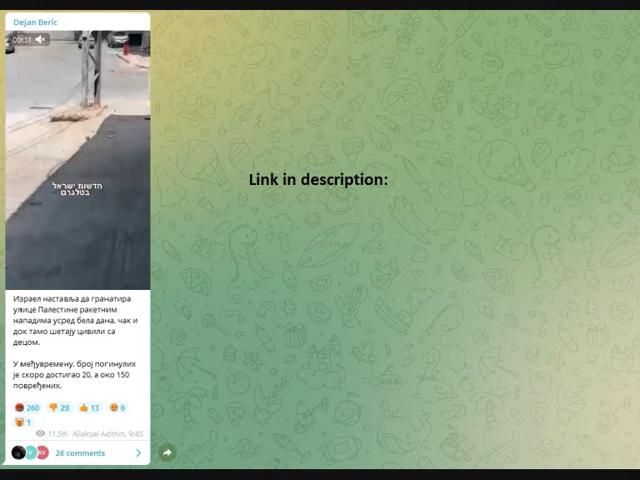 Dejan Beric
00:31
חדשות ישראל
בטלגרם
Link in description:
Израел наставља да гранатира
улице Палестине ракетним
нападима усред бела дана, чак и
док тамо шетају цивили са
децом.
У међувремену, број погинулих
је скоро достигао 20, а око 150
повређених.
260 28 13 6
1
11.5K Aliaksei Admin, 9:45
28 comments